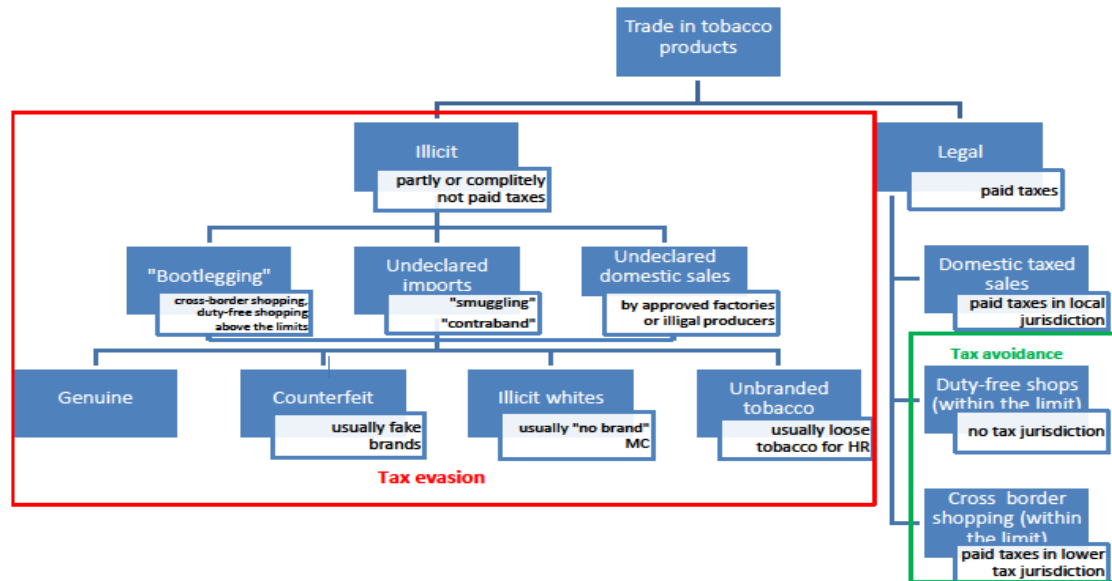 Trade in tobacco
products
Illicit
partly or complitely
not paid taxes
Legal
paid taxes
"Bootlegging"
cross-border shopping,
duty-free shopping
above the limits
Undeclared
imports
"smuggling"
"contraband"
Undeclared
domestic sales
by approved factories
or illigal producers
Domestic taxed
sales
paid taxes in local
jurisdiction
Tax avoidance
Genuine
Counterfeit
usually fake
brands
Illicit whites
usually "no brand"
MC
Unbranded
tobacco
usually loose
tobacco for HR
Duty-free shops
(within the limit)
no tax jurisdiction
Tax evasion
Cross border
shopping (within
the limit)
paid taxes in lower
tax jurisdiction